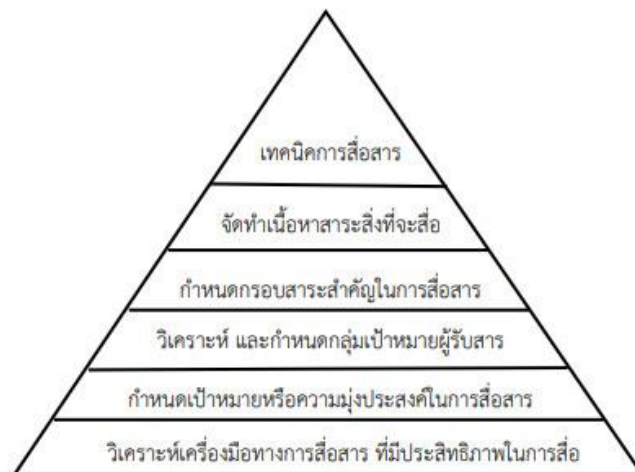 เทคนิคการสื่อสาร
จัดทำเนื้อหาสาระสิ่งที่จะสื่อ
กำหนดกรอบสาระสำคัญในการสื่อสาร
วิเคราะห์ และกำหนดกลุ่มเป้าหมายผู้รับสาร
กำหนดเป้าหมายหรือความมุ่งประสงค์ในการสื่อสาร
วิเคราะห์เครื่องมือทางการสื่อสาร ที่มีประสิทธิภาพในการสื่อ